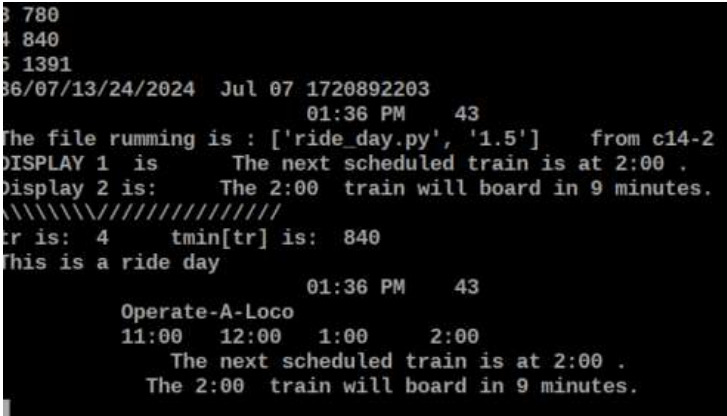 3 780
4 840
5 1391
36/07/13/24/2024  Jul 07 1720892203
01:36 PM    43
The file rumming is : ['ride_day.py', '1.5']    from c14-2
DISPLAY 1  is      The next scheduled train is at 2:00 .
Display 2 is:     The 2:00  train will board in 9 minutes.
\\\\\\\\///////////////
tr is:  4     tmin[tr] is:  840
This is a ride day
01:36 PM    43
Operate-A-Loco
11:00   12:00   1:00     2:00
The next scheduled train is at 2:00 .
The 2:00  train will board in 9 minutes.